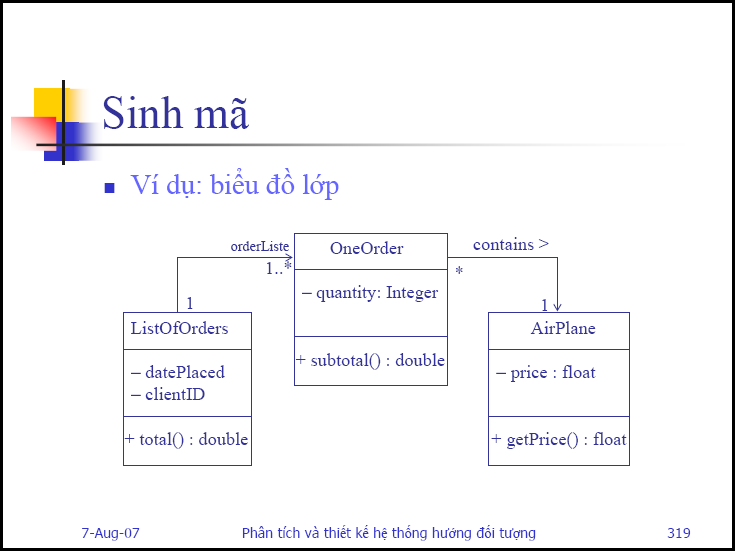 Sinh mã
Ví dụ: biểu đồ lớp
orderListe
1..*
1
OneOrder
– quantity: Integer
+ subtotal() : double
contains >
*
1
ListOfOrders
– datePlaced
– clientID
+ total() : double
AirPlane
– price : float
+ getPrice() : float
7-Aug-07
Phân tích và thiết kế hệ thống hướng đối tượng
319